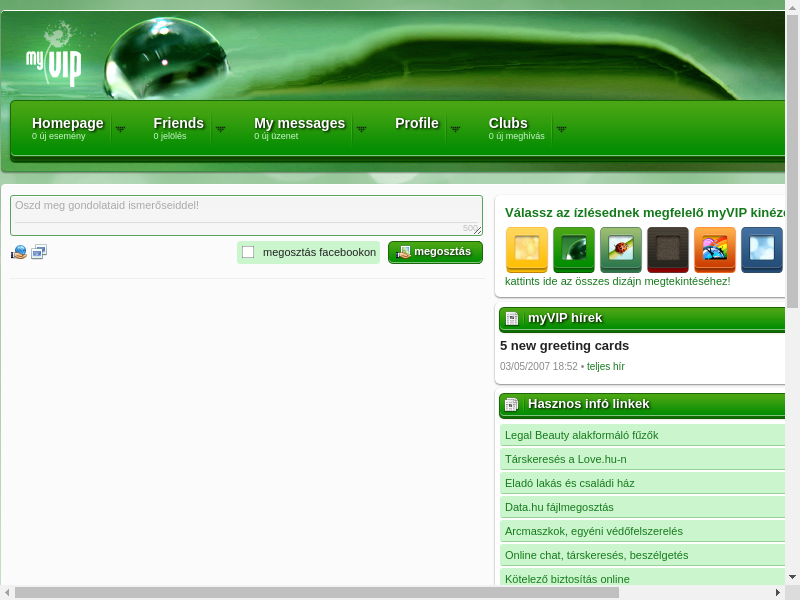 my VIP
Homepage
0 új esemény
Friends
0 jelölés
My messages
0 új üzenet
Profile
Clubs
0 új meghívás
Oszd meg gondolataid ismerőseiddel!
500
megosztás facebookon
megosztás
Válassz az ízlésednek megfelelő myVIP
kattints ide az összes dizájn megtekintéséhez!
myVIP hírek
5 new greeting cards
03/05/2007 18:52 • teljes hír
Hasznos infó linkek
Legal Beauty alakformáló fűzők
Társkeresés a Love.hu-n
Eladó lakás és családi ház
Data.hu fájlmegosztás
Arcmaszkok, egyéni védőfelszerelés
Online chat, társkeresés, beszélgetés
Kötelező biztosítás online